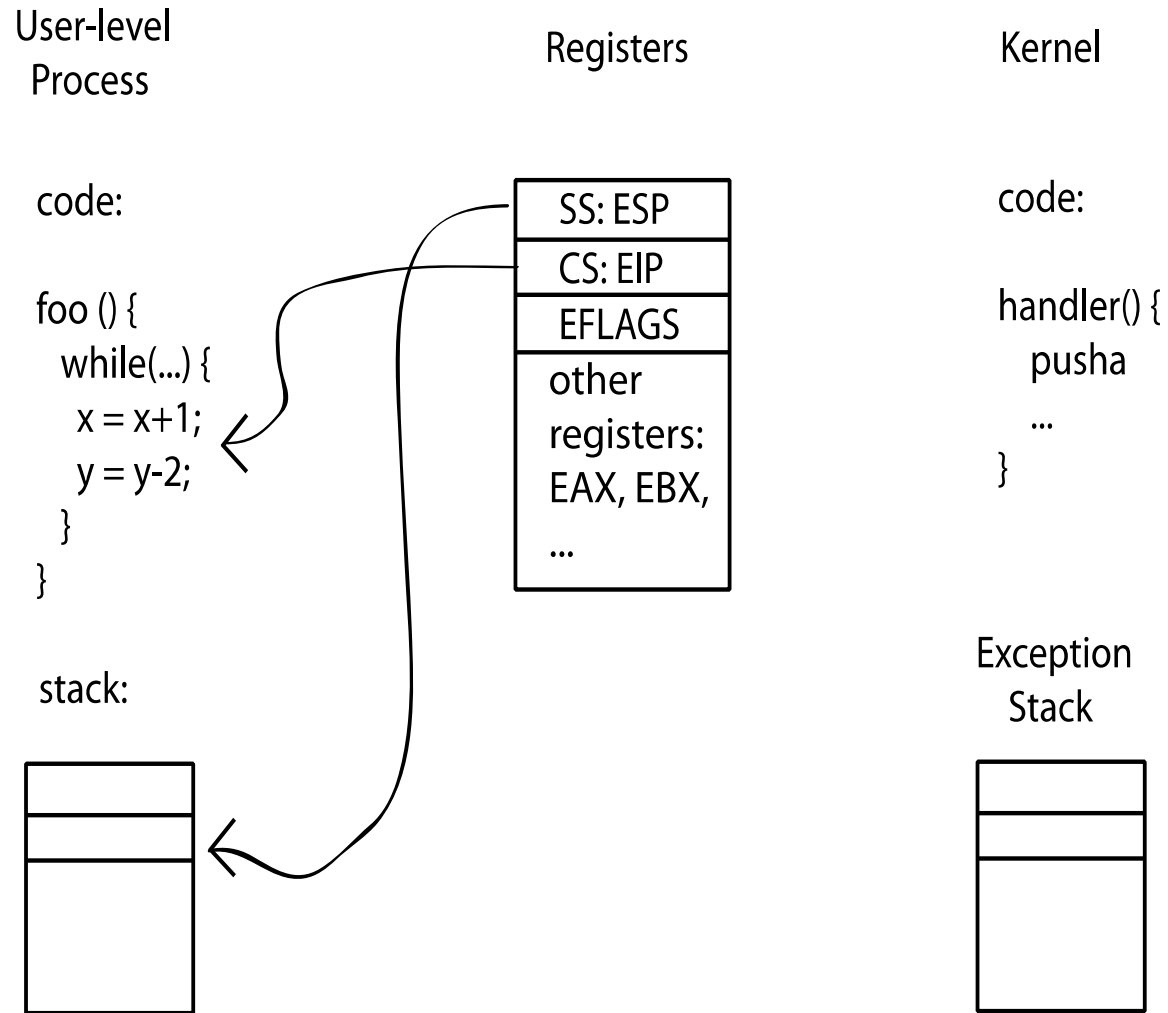 User-level
Process
code:
foo () {
while(...) {
x = x+1;
y = y-2;
}
}
stack:
Registers
SS: ESP
CS: EIP
EFLAGS
other
registers:
EAX, EBX,
...
Kernel
code:
handler() {
pusha
...
}
Exception
Stack